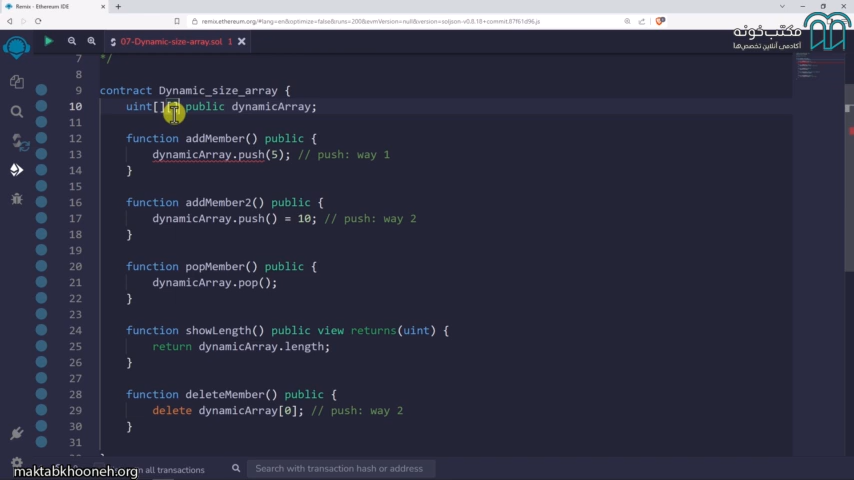 Remix - Ethereum IDE
remix.ethereum.org/#lang=en&optimize=false&runs=200&evmVersion=null&version=soljson-v0.8.18+commit.87f61d96.js
مکتب‌خونه
آکادمی آنلاین تخصص‌ها
07-Dynamic-size-array.sol 1
7 */
8
9 contract Dynamic_size_array {
10 uint[][] public dynamicArray;
11
12 function addMember() public {
13 dynamicArray.push(5); // push: way 1
14 }
15
16 function addMember2() public {
17 dynamicArray.push() = 10; // push: way 2
18 }
19
20 function popMember() public {
21 dynamicArray.pop();
22 }
23
24 function showLength() public view returns(uint) {
25 return dynamicArray.length;
26 }
27
28 function deleteMember() public {
29 delete dynamicArray[0]; // push: way 2
30 }
31
maktabkhooneh.org
all transactions
Search with transaction hash or address